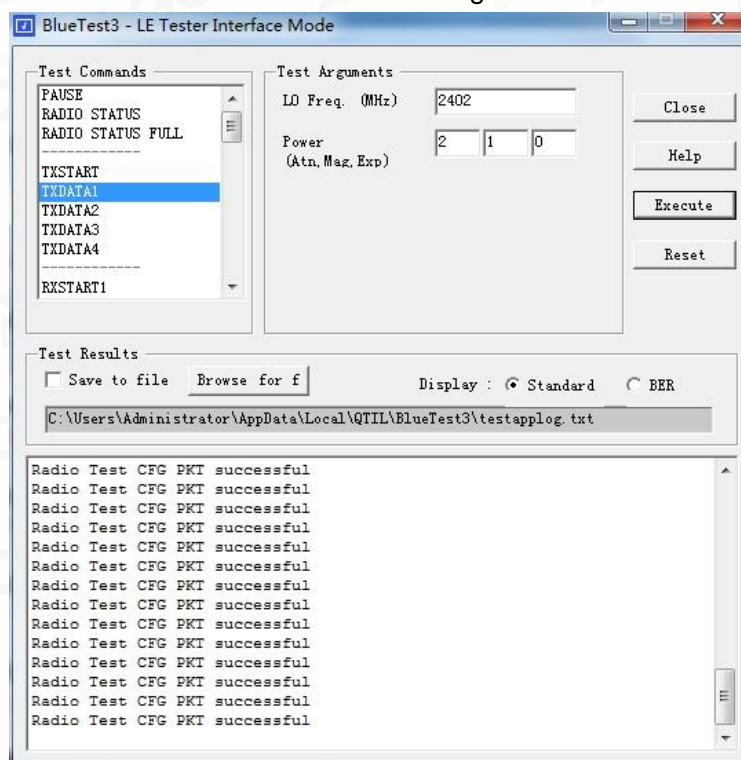 BlueTest3 - LE Tester Interface Mode
Test Commands
PAUSE
RADIO STATUS
RADIO STATUS FULL
------------
TXSTART
TXDATA1
TXDATA2
TXDATA3
TXDATA4
------------
RXSTART1
Test Arguments
LO Freq. (MHz) 2402
Power 2 1 0
(Atn, Mag, Exp)
Close
Help
Execute
Reset
Test Results
Save to file Browse for f Display : Standard BER
C:\Users\Administrator\AppData\Local\QTIL\BlueTest3\testapplog.txt
Radio Test CFG PKT successful
Radio Test CFG PKT successful
Radio Test CFG PKT successful
Radio Test CFG PKT successful
Radio Test CFG PKT successful
Radio Test CFG PKT successful
Radio Test CFG PKT successful
Radio Test CFG PKT successful
Radio Test CFG PKT successful
Radio Test CFG PKT successful
Radio Test CFG PKT successful
Radio Test CFG PKT successful
Radio Test CFG PKT successful
Radio Test CFG PKT successful